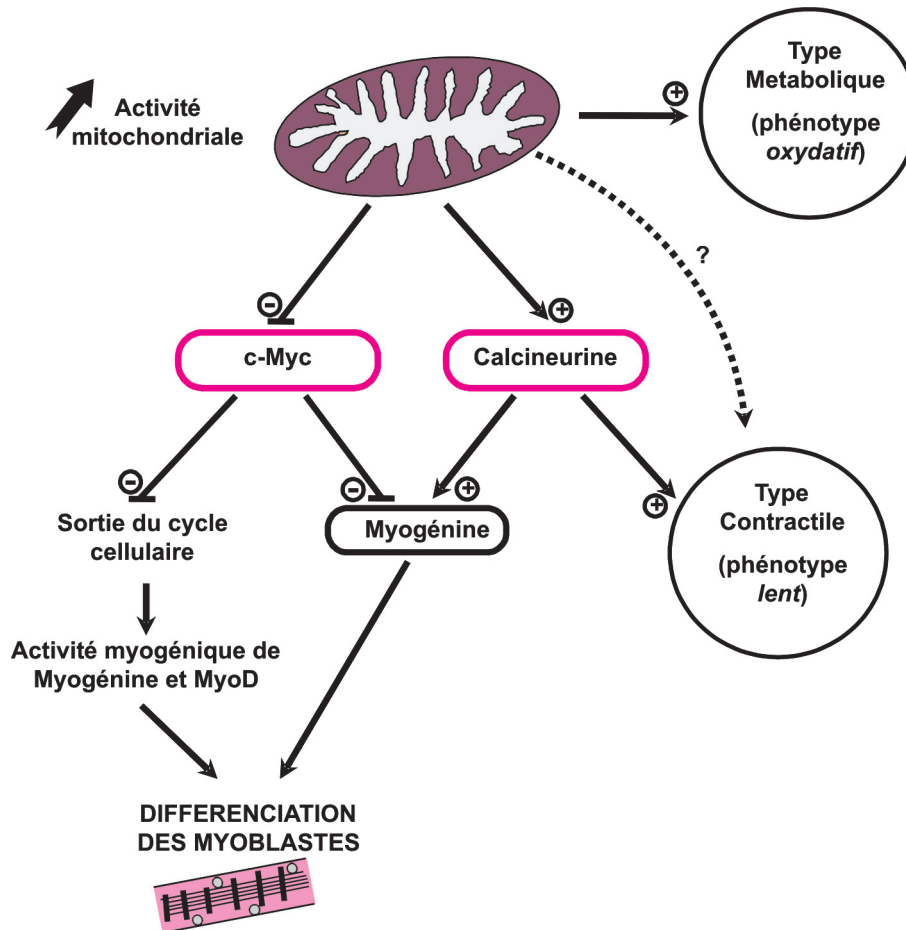 Activité
mitochondriale
+
Type
Metabolique
(phénotype
oxydatif)
?
-
+
c-Myc
Calcineurine
-
-
+
+
Sortie du cycle
cellulaire
Myogénine
Type
Contractile
(phénotype
lent)
Activité myogénique de
Myogénine et MyoD
DIFFERENCIATION
DES MYOBLASTES